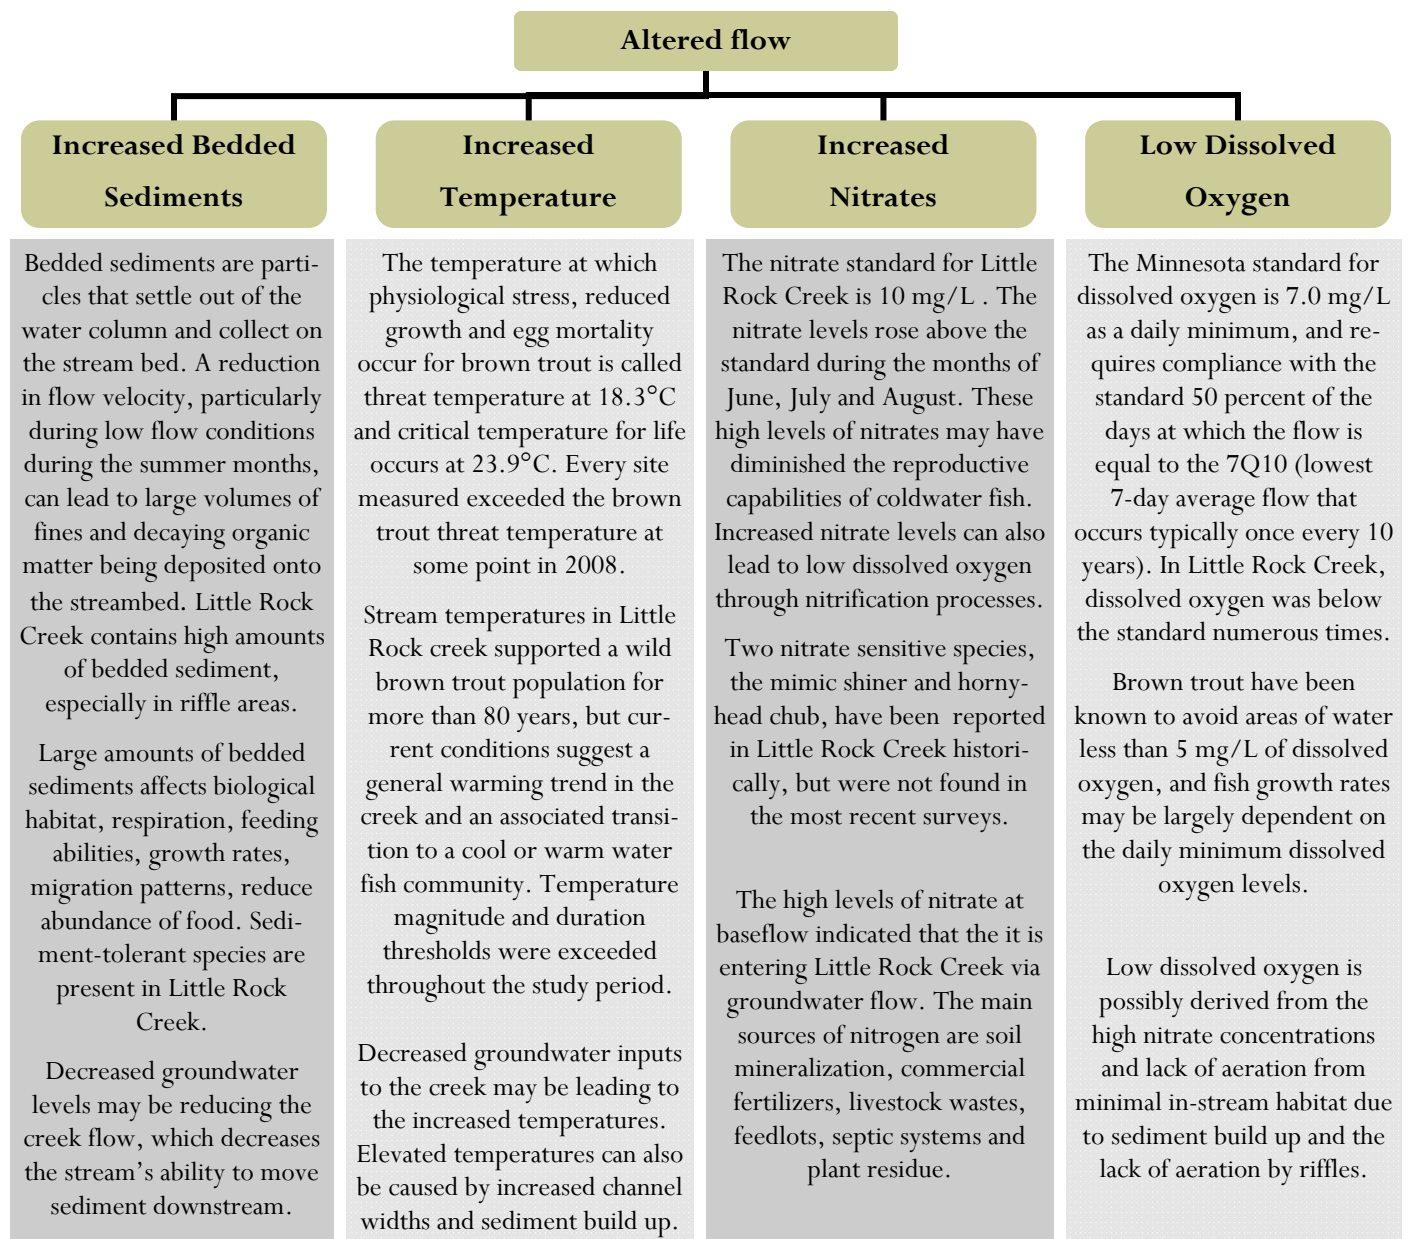 Altered flow
Increased Bedded
Sediments
Bedded sediments are parti-
cles that settle out of the
water column and collect on
the stream bed. A reduction
in flow velocity, particularly
during low flow conditions
during the summer months,
can lead to large volumes of
fines and decaying organic
matter being deposited onto
the streambed. Little Rock
Creek contains high amounts
of bedded sediment,
especially in riffle areas.
Large amounts of bedded
sediments affects biological
habitat, respiration, feeding
abilities, growth rates,
migration patterns, reduce
abundance of food. Sedi-
ment-tolerant species are
present in Little Rock
Creek.
Decreased groundwater
levels may be reducing the
creek flow, which decreases
the stream's ability to move
sediment downstream.
Increased
Temperature
The temperature at which
physiological stress, reduced
growth and egg mortality
occur for brown trout is called
threat temperature at 18.3°C
and critical temperature for life
occurs at 23.9°C. Every site
measured exceeded the brown
trout threat temperature at
some point in 2008.
Stream temperatures in Little
Rock creek supported a wild
brown trout population for
more than 80 years, but cur-
rent conditions suggest a
general warming trend in the
creek and an associated transi-
tion to a cool or warm water
fish community. Temperature
magnitude and duration
thresholds were exceeded
throughout the study period.
Decreased groundwater inputs
to the creek may be leading to
the increased temperatures.
Elevated temperatures can also
be caused by increased channel
widths and sediment build up.
Increased
Nitrates
The nitrate standard for Little
Rock Creek is 10 mg/L . The
nitrate levels rose above the
standard during the months of
June, July and August. These
high levels of nitrates may have
diminished the reproductive
capabilities of coldwater fish.
Increased nitrate levels can also
lead to low dissolved oxygen
through nitrification processes.
Two nitrate sensitive species,
the mimic shiner and horny-
head chub, have been  reported
in Little Rock Creek histori-
cally, but were not found in
the most recent surveys.
The high levels of nitrate at
baseflow indicated that the it is
entering Little Rock Creek via
groundwater flow. The main
sources of nitrogen are soil
mineralization, commercial
fertilizers, livestock wastes,
feedlots, septic systems and
plant residue.
Low Dissolved
Oxygen
The Minnesota standard for
dissolved oxygen is 7.0 mg/L
as a daily minimum, and re-
quires compliance with the
standard 50 percent of the
days at which the flow is
equal to the 7Q10 (lowest
7-day average flow that
occurs typically once every 10
years). In Little Rock Creek,
dissolved oxygen was below
the standard numerous times.
Brown trout have been
known to avoid areas of water
less than 5 mg/L of dissolved
oxygen, and fish growth rates
may be largely dependent on
the daily minimum dissolved
oxygen levels.
Low dissolved oxygen is
possibly derived from the
high nitrate concentrations
and lack of aeration from
minimal in-stream habitat due
to sediment build up and the
lack of aeration by riffles.